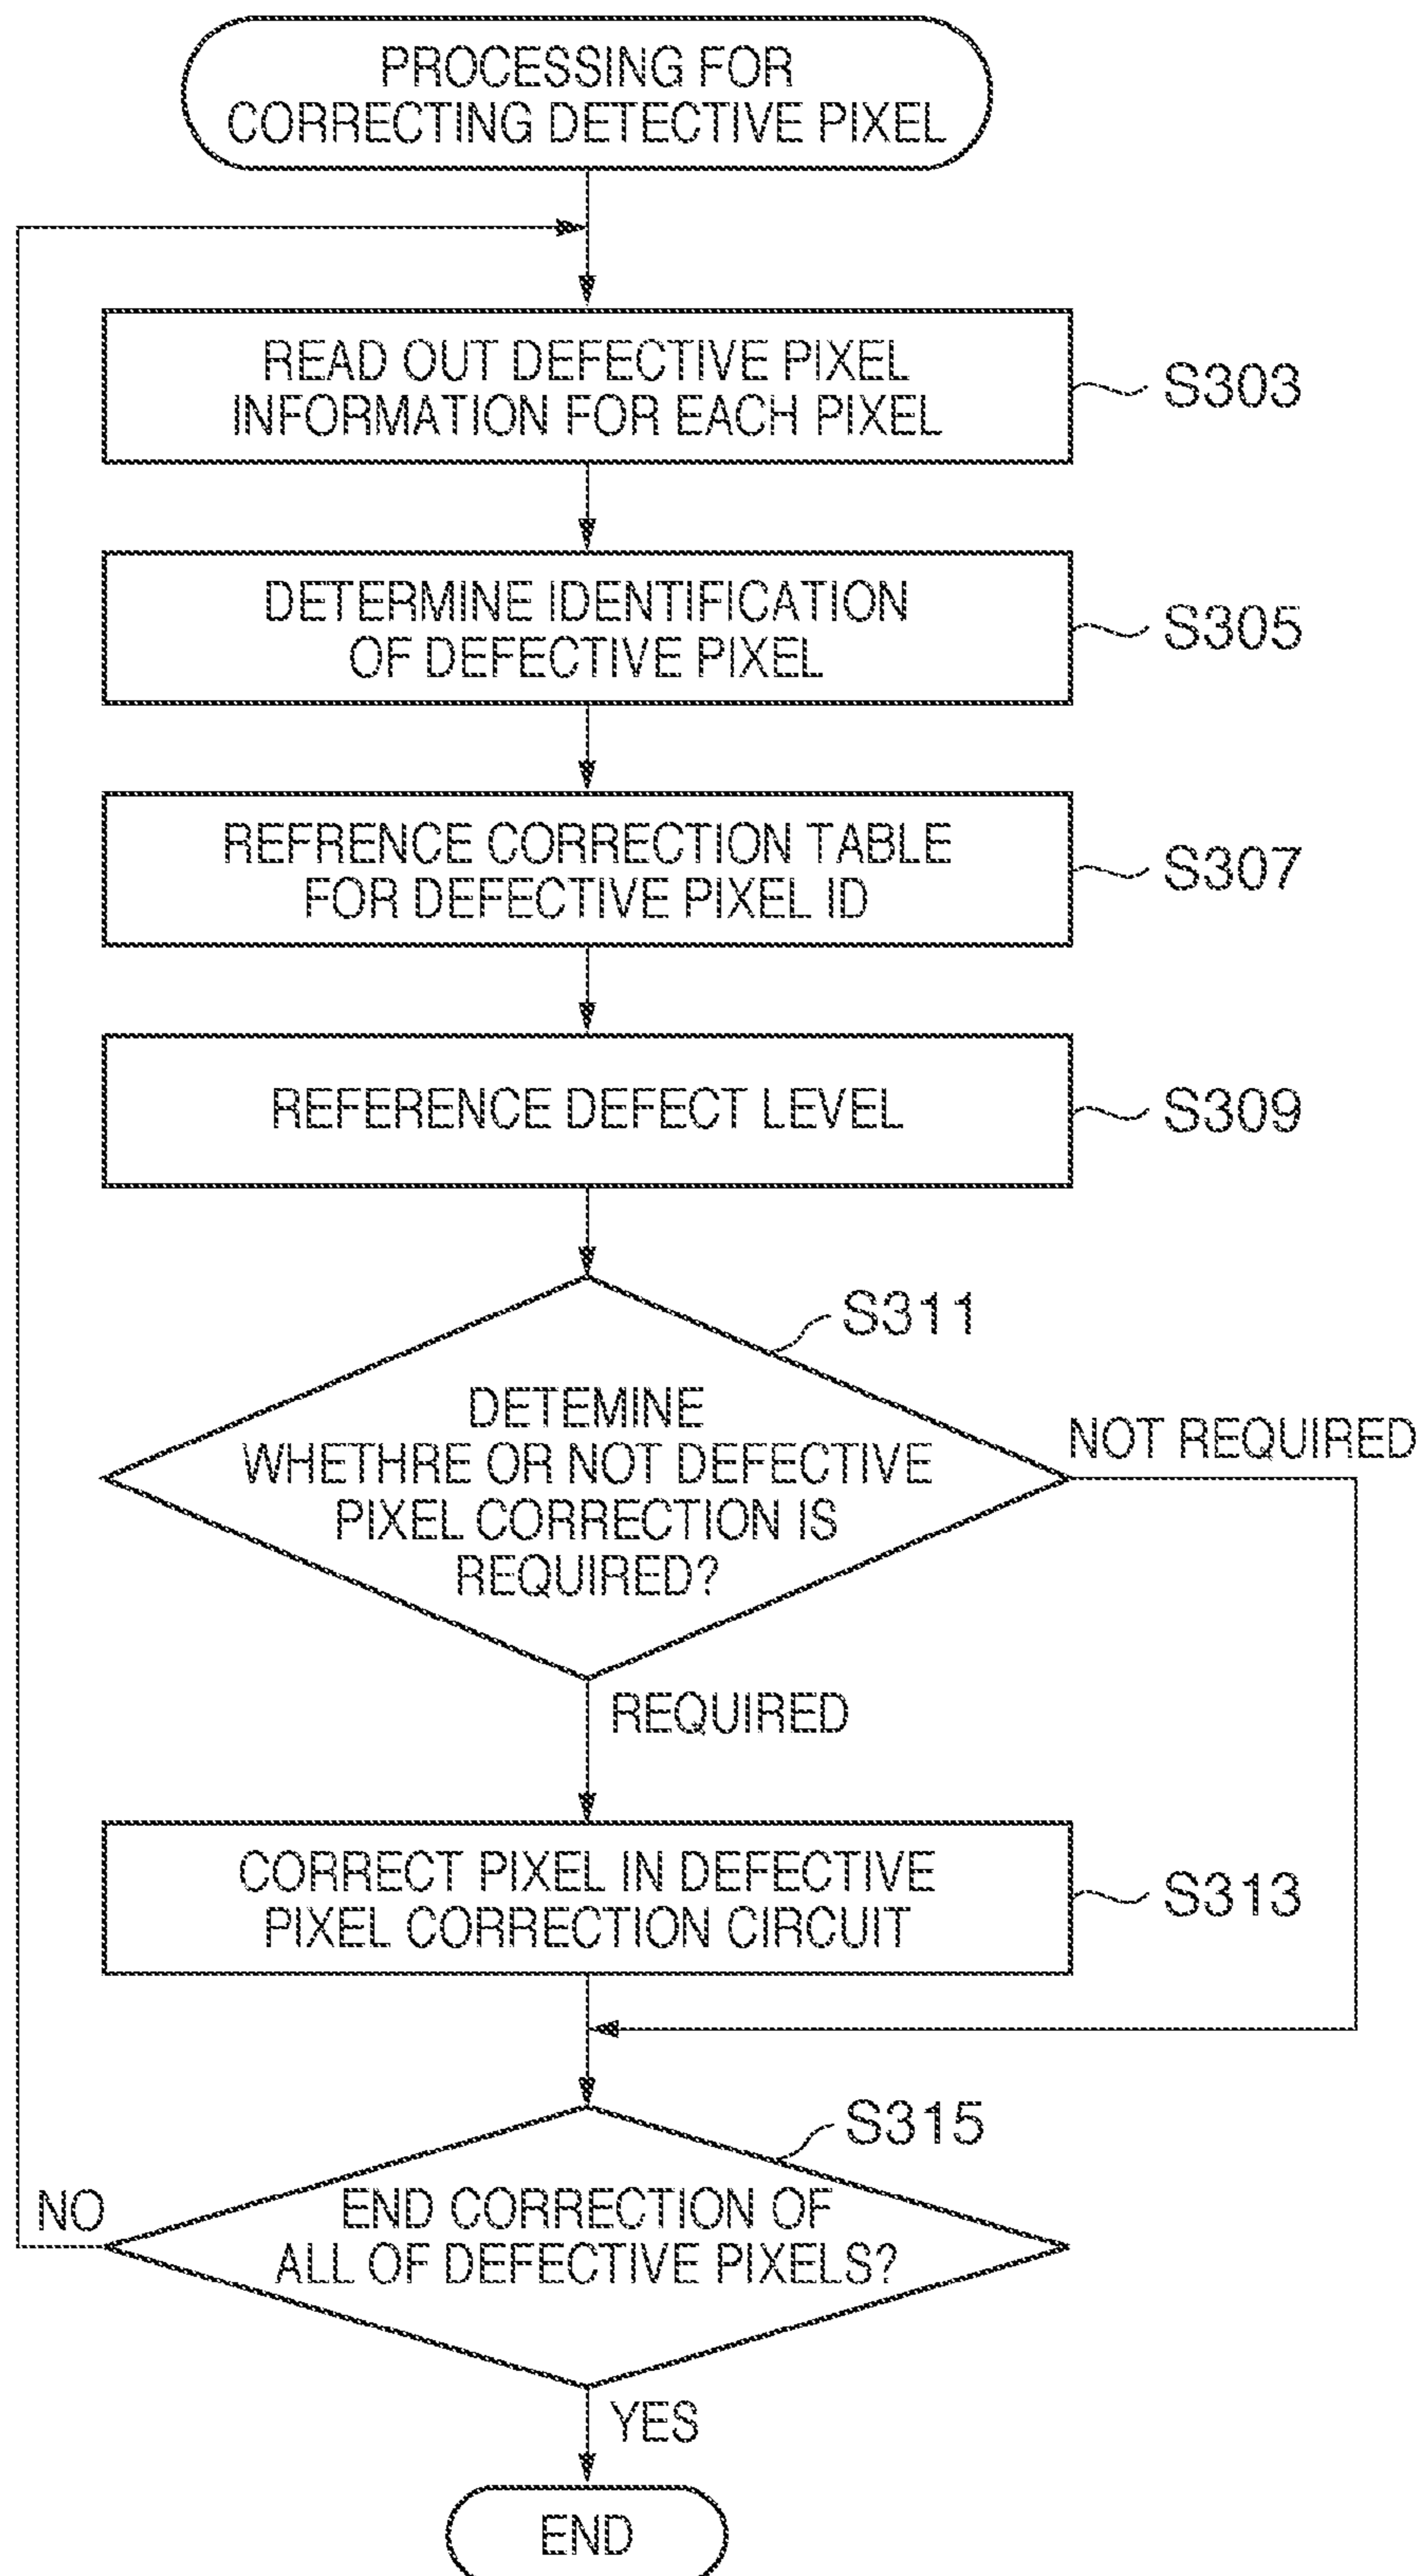 PROCESSING FOR
CORRECTING DETECTIVE PIXEL
READ OUT DEFECTIVE PIXEL
INFORMATION FOR EACH PIXEL
S303
DETERMINE IDENTIFICATION
OF DEFECTIVE PIXEL
S305
REFRENCE CORRECTION TABLE
FOR DEFECTIVE PIXEL ID
S307
REFERENCE DEFECT LEVEL
S309
S311
DETEMINE
WHETHRE OR NOT DEFECTIVE
PIXEL CORRECTION IS
REQUIRED?
NOT REQUIRED
REQUIRED
CORRECT PIXEL IN DEFECTIVE
PIXEL CORRECTION CIRCUIT
S313
S315
END CORRECTION OF
ALL OF DEFECTIVE PIXELS?
NO
YES
END